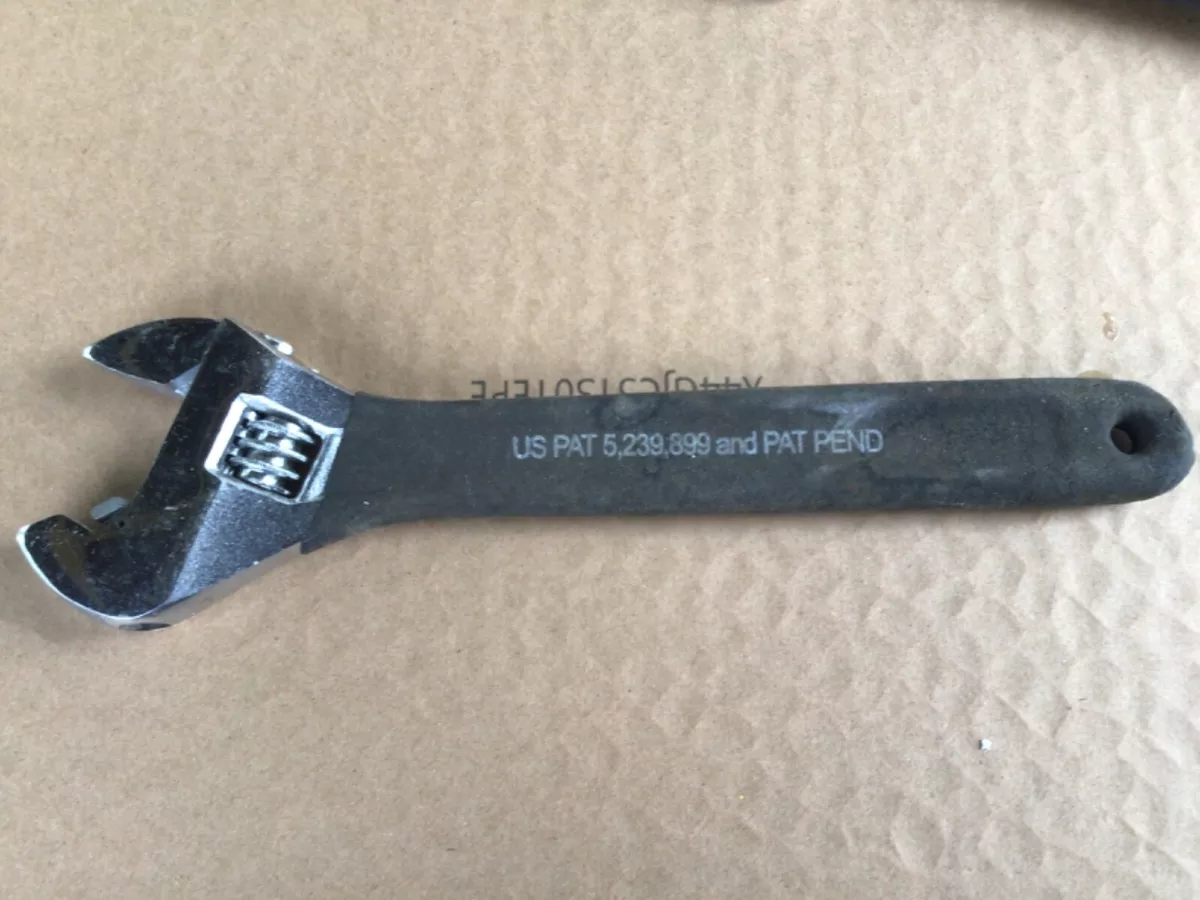 US PAT 5,239,899 and PAT PEND